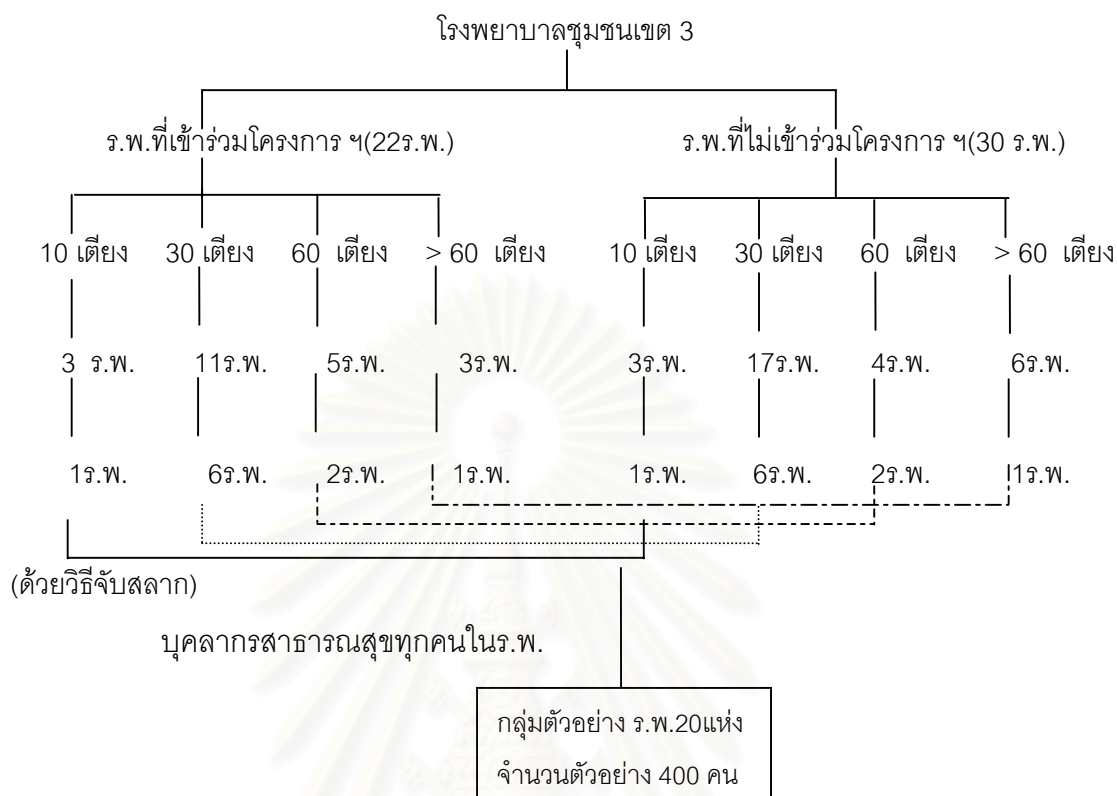 โรงพยาบาลชุมชนเขต 3
ร.พ.ที่เข้าร่วมโครงการ ฯ(22ร.พ.) ร.พ.ที่ไม่เข้าร่วมโครงการ ฯ(30 ร.พ.)
10 เตียง 30 เตียง 60 เตียง > 60 เตียง 10 เตียง 30 เตียง 60 เตียง > 60 เตียง
3 ร.พ. 11ร.พ. 5ร.พ. 3ร.พ. 3ร.พ. 17ร.พ. 4ร.พ. 6ร.พ.
1ร.พ. 6ร.พ. 2ร.พ. 1ร.พ. 1ร.พ. 6ร.พ. 2ร.พ. 1ร.พ.
(ด้วยวิธีจับสลาก)
บุคลากรสาธารณสุขทุกคนในร.พ.
กลุ่มตัวอย่าง ร.พ.20แห่ง
จำนวนตัวอย่าง 400 คน